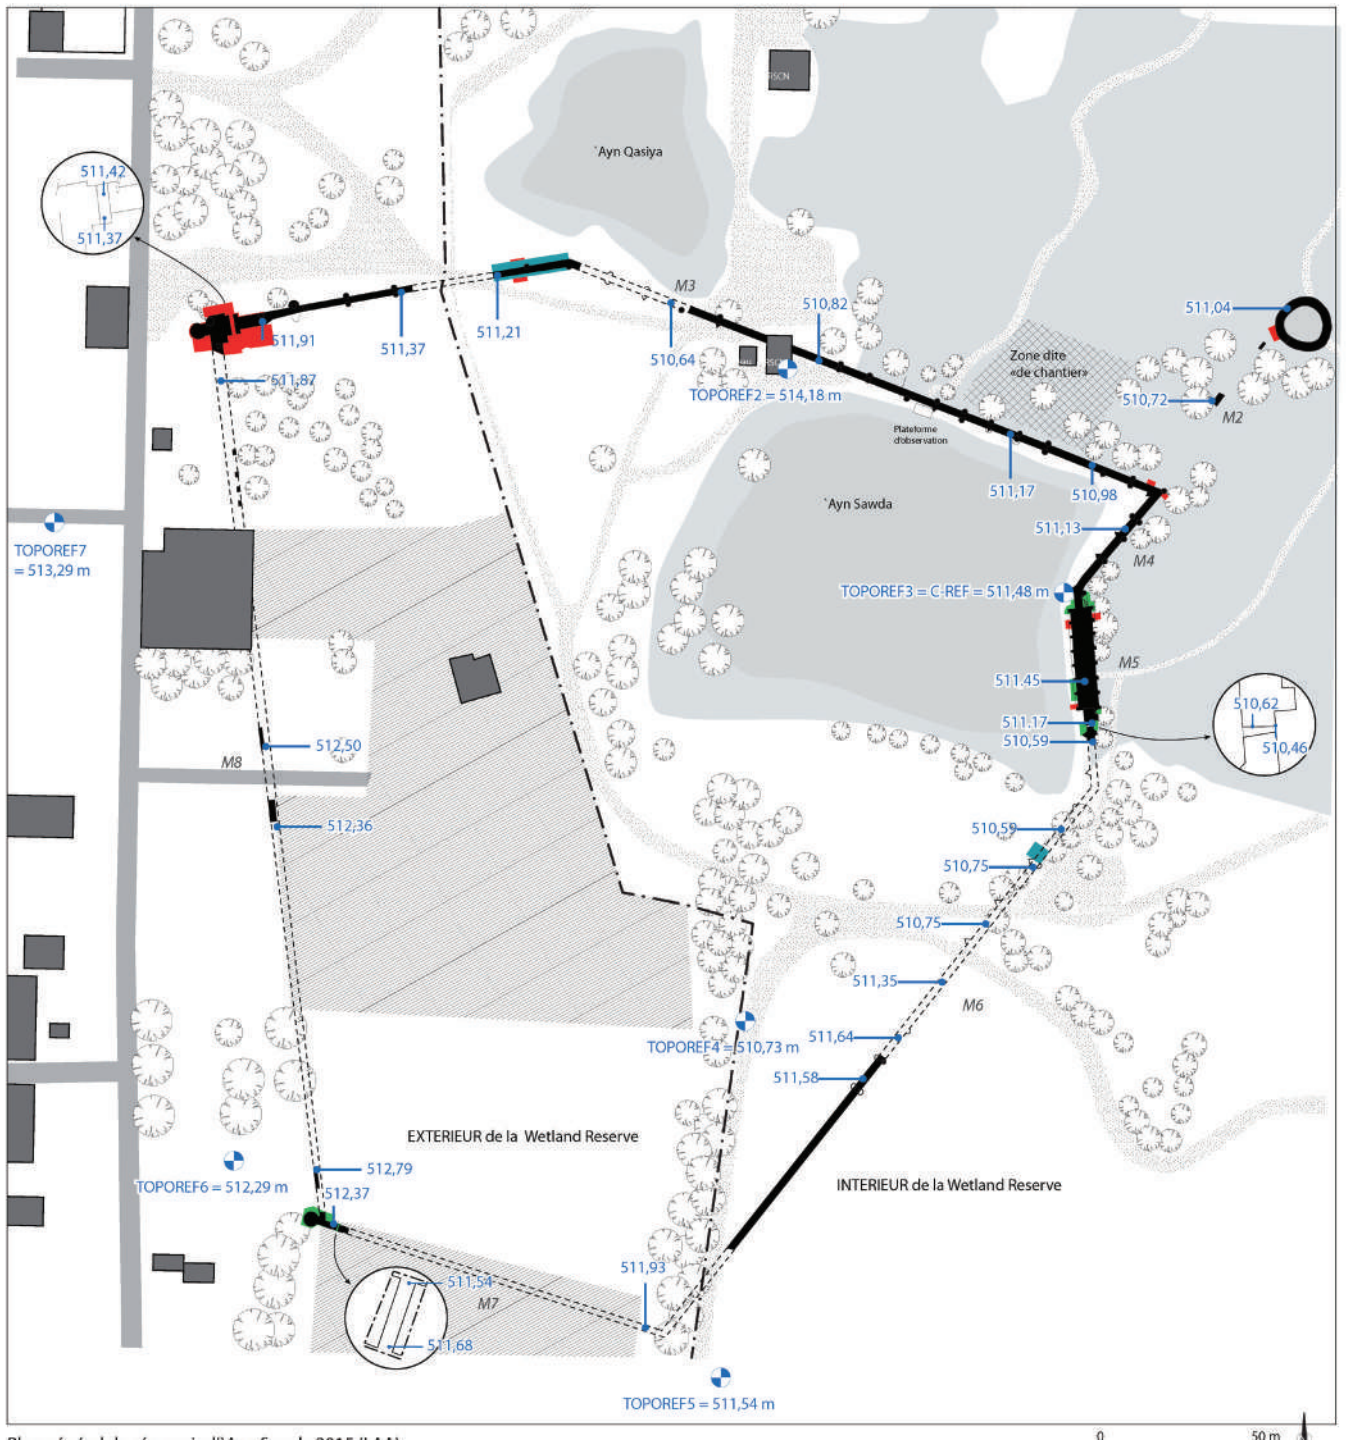 RSCN
`Ayn Qasiya
511,42
511,37
M3
510,82
511,04
511,21
511,91
511,37
510,64
RSCN
Zone dite
«de chantier»
511,87
TOPOREF2 = 514,18 m
510,72
M2
Plateforme
d'observation
511,17
510,98
`Ayn Sawda
511,13
TOPOREF7
= 513,29 m
M4
TOPOREF3 = C-REF = 511,48 m
M5
511,45
510,62
511,17
510,59
510,46
512,50
M8
512,36
510,59
510,75
510,75
511,35
M6
511,64
TOPOREF4 = 510,73 m
511,58
EXTERIEUR de la Wetland Reserve
512,79
INTERIEUR de la Wetland Reserve
TOPOREF6 = 512,29 m
512,37
511,93
511,54
M7
511,68
TOPOREF5 = 511,54 m
0
50 m